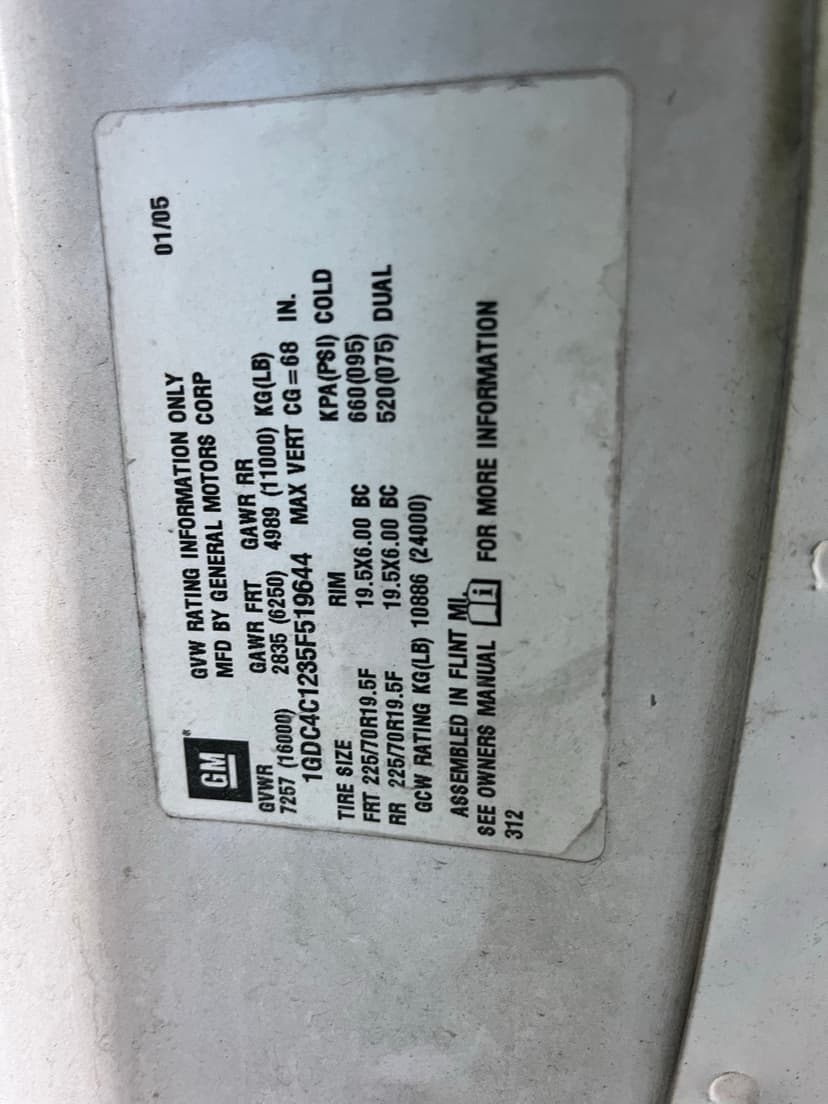 GM
GVW RATING INFORMATION ONLY 01/05
MFD BY GENERAL MOTORS CORP
GVWR GAWR FRT GAWR RR
7257 (16000) 2835 (6250) 4989 (11000) KG(LB)
1GDC4C1235F519644 MAX VERT CG=68 IN.
TIRE SIZE RIM KPA(PSI) COLD
FRT 225/70R19.5F 19.5X6.00 BC 660(095)
RR 225/70R19.5F 19.5X6.00 BC 520(075) DUAL
GCW RATING KG(LB) 10886 (24000)
ASSEMBLED IN FLINT MI.
SEE OWNERS MANUAL i FOR MORE INFORMATION
312